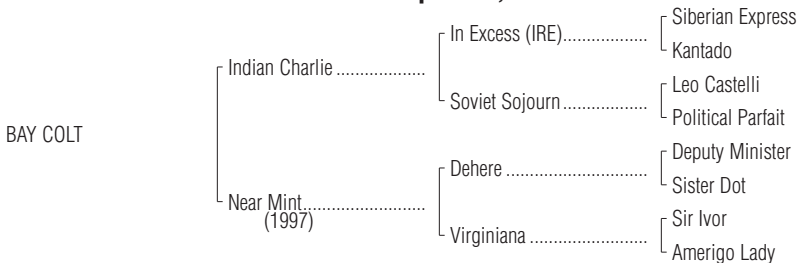 Siberian Express
In Excess (IRE)....................
Kantado
Indian Charlie ....................
Leo Castelli
Soviet Sojourn....................
Political Parfait
BAY COLT
Deputy Minister
Dehere ..............................
Sister Dot
Near Mint...........................
(1997)
Sir Ivor
Virginiana .........................
Amerigo Lady